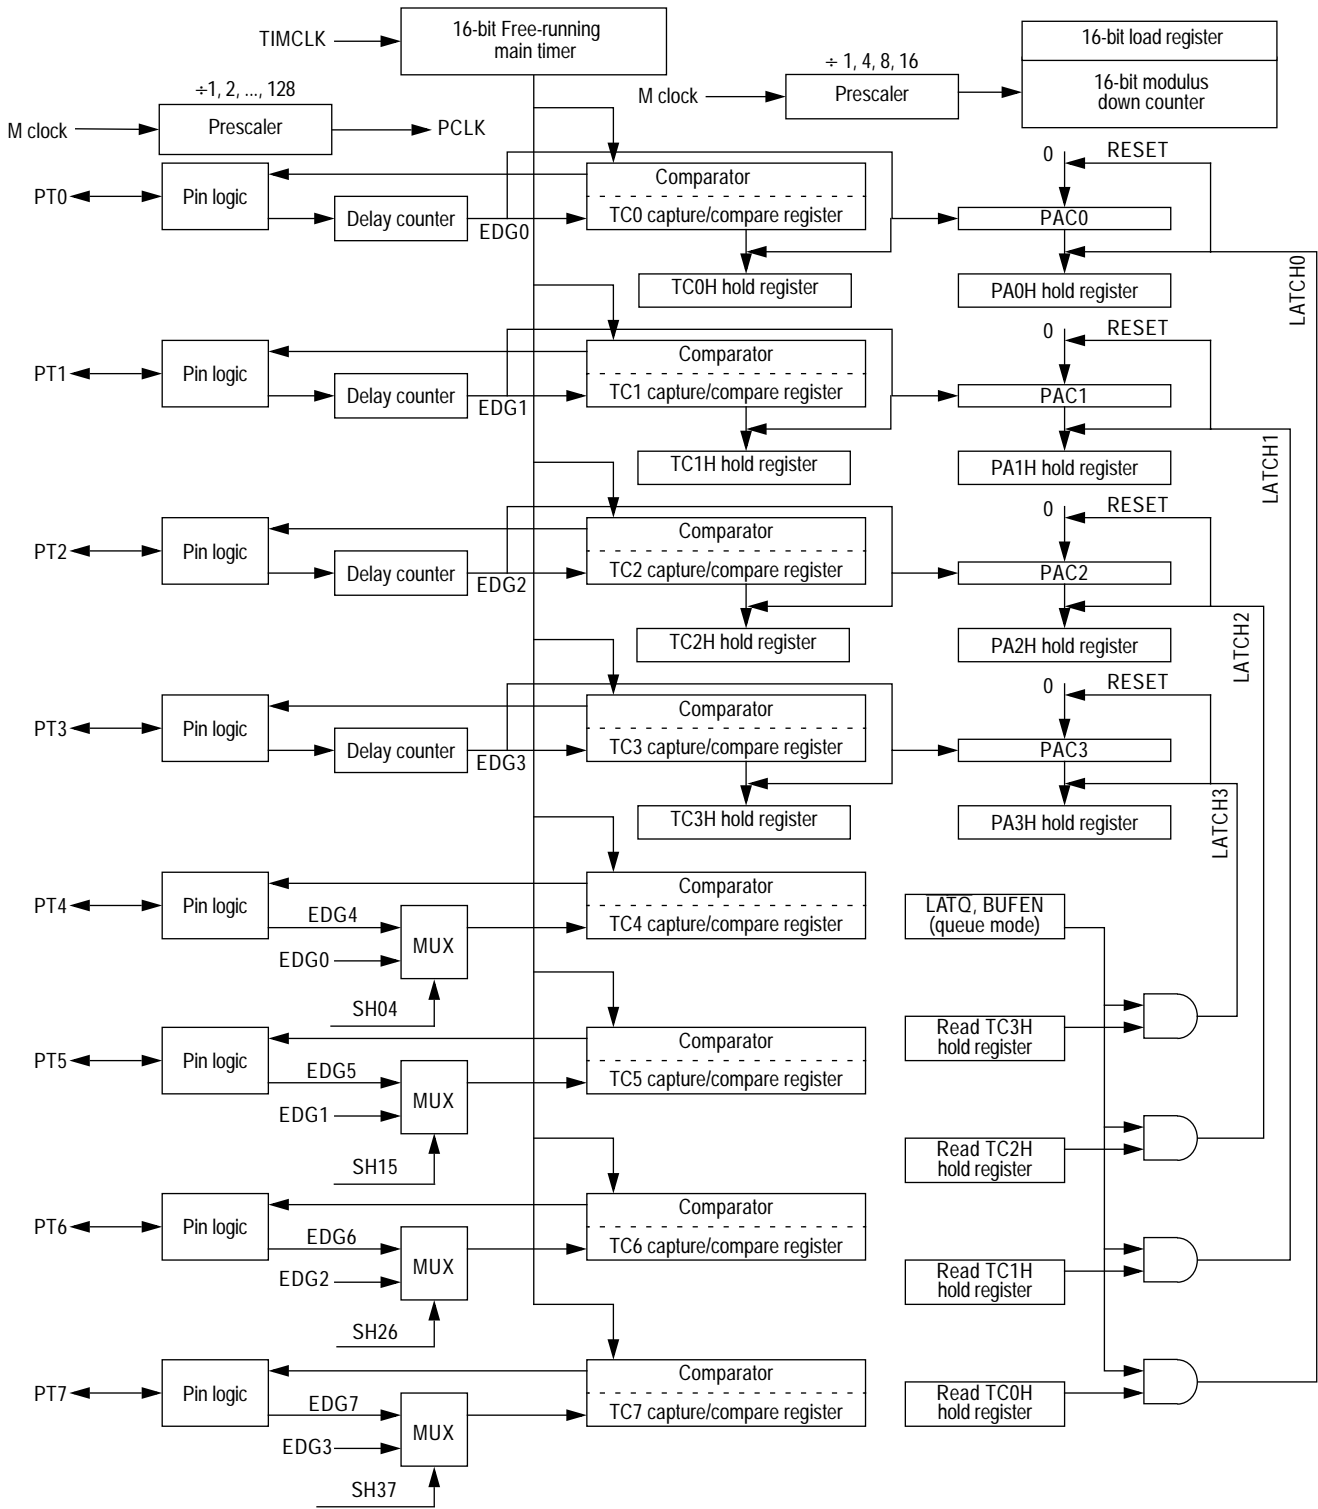 TIMCLK
16-bit Free-running
main timer
16-bit load register
÷ 1, 4, 8, 16
÷1, 2, ..., 128
M clock
Prescaler
16-bit modulus
down counter
M clock
Prescaler
PCLK
0
RESET
PT0
Pin logic
Comparator
Delay counter
EDG0
TC0 capture/compare register
PAC0
TC0H hold register
PA0H hold register
LATCH0
0
RESET
PT1
Pin logic
Comparator
Delay counter
EDG1
TC1 capture/compare register
PAC1
TC1H hold register
PA1H hold register
LATCH1
0
RESET
PT2
Pin logic
Comparator
Delay counter
EDG2
TC2 capture/compare register
PAC2
TC2H hold register
PA2H hold register
LATCH2
0
RESET
PT3
Pin logic
Comparator
Delay counter
EDG3
TC3 capture/compare register
PAC3
TC3H hold register
PA3H hold register
LATCH3
PT4
Pin logic
EDG4
EDG0
MUX
SH04
Comparator
TC4 capture/compare register
LATQ, BUFEN
(queue mode)
PT5
Pin logic
EDG5
EDG1
MUX
SH15
Comparator
TC5 capture/compare register
Read TC3H
hold register
Read TC2H
hold register
PT6
Pin logic
EDG6
EDG2
MUX
SH26
Comparator
TC6 capture/compare register
Read TC1H
hold register
PT7
Pin logic
EDG7
EDG3
MUX
SH37
Comparator
TC7 capture/compare register
Read TC0H
hold register